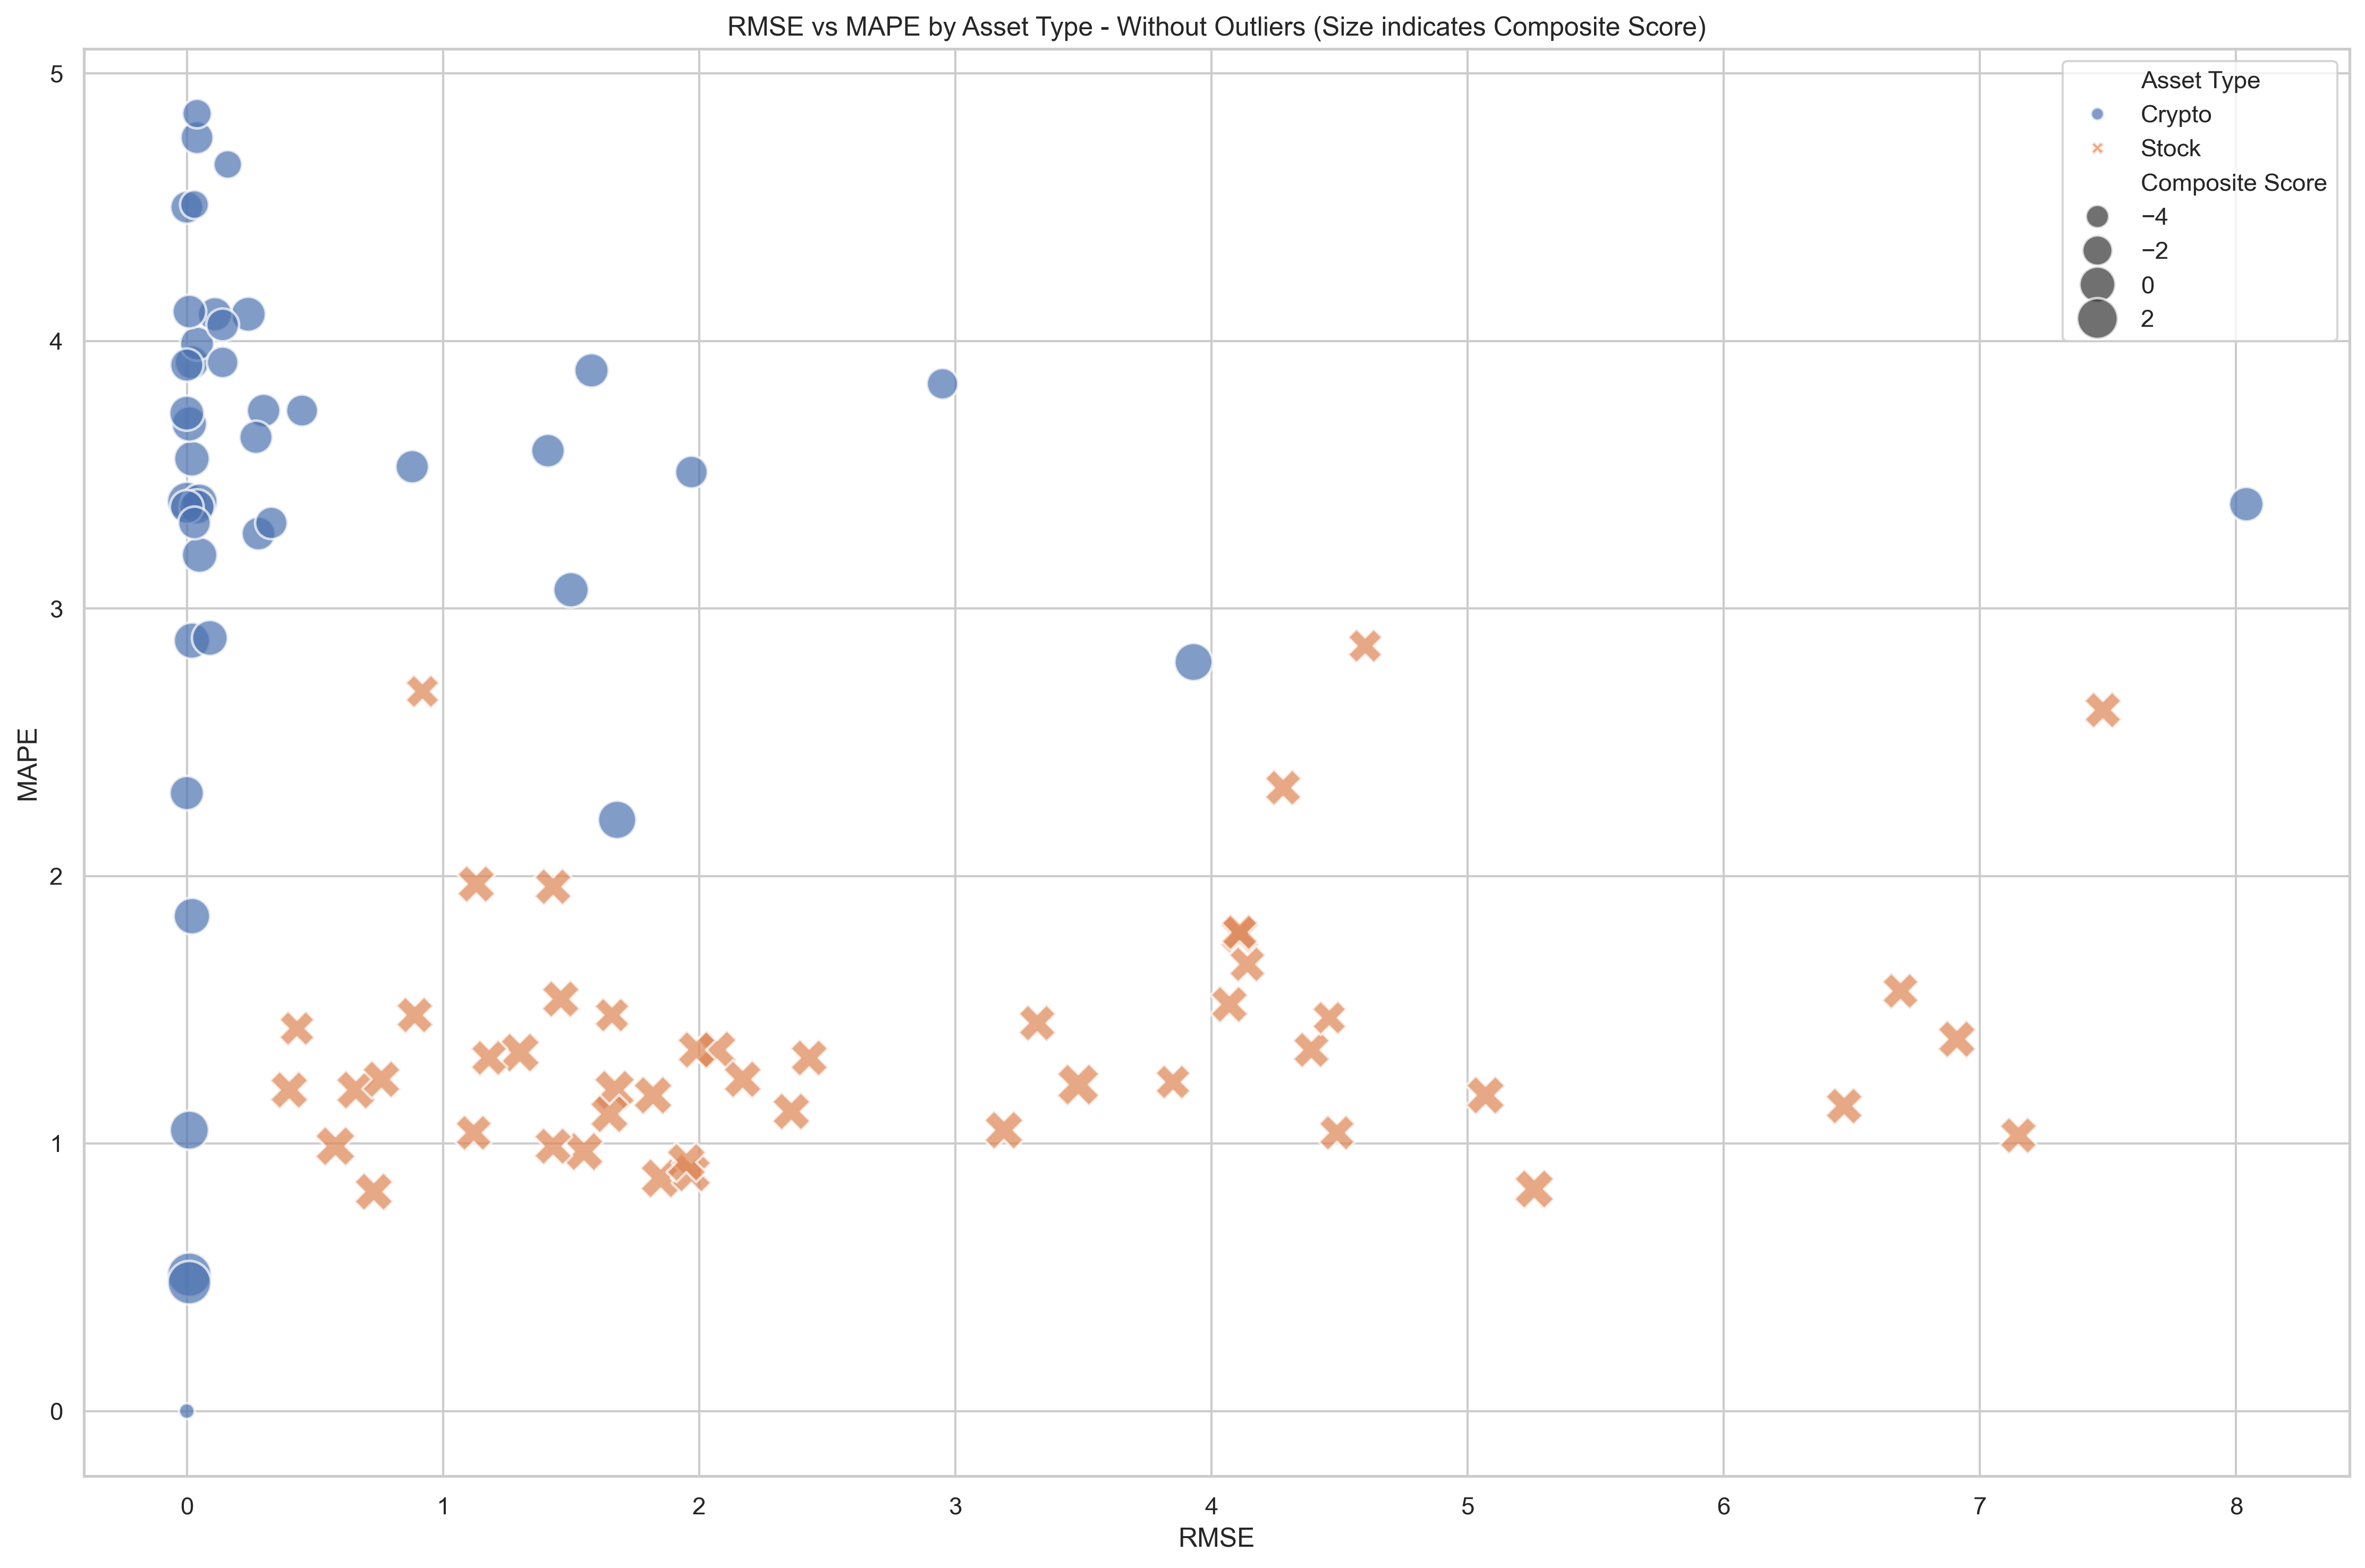 RMSE vs MAPE by Asset Type - Without Outliers (Size indicates Composite Score)
5
4
3
2
1
0
MAPE
Asset Type
Crypto
Stock
Composite Score
−4
−2
0
2
0 1 2 3 4 5 6 7 8
RMSE